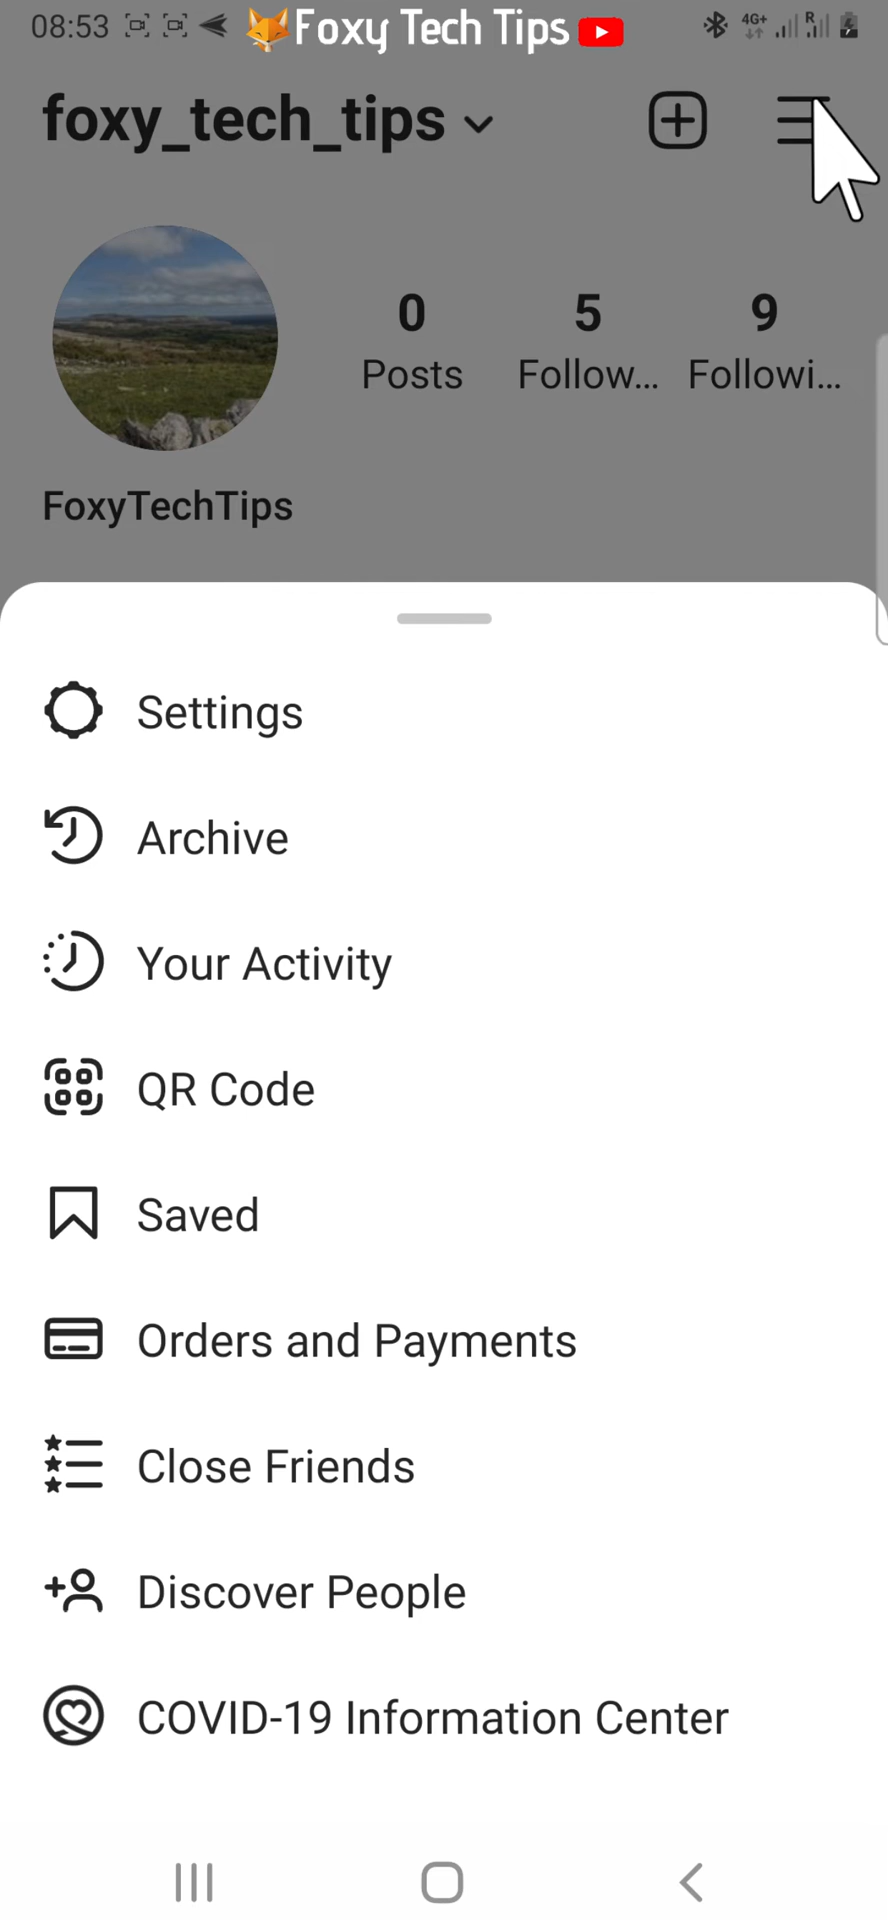 08:53 Foxy Tech Tips 4G+ R
foxy_tech_tips
0 5 9
Posts Follow... Followi...
FoxyTechTips
Settings
Archive
Your Activity
QR Code
Saved
Orders and Payments
Close Friends
Discover People
COVID-19 Information Center